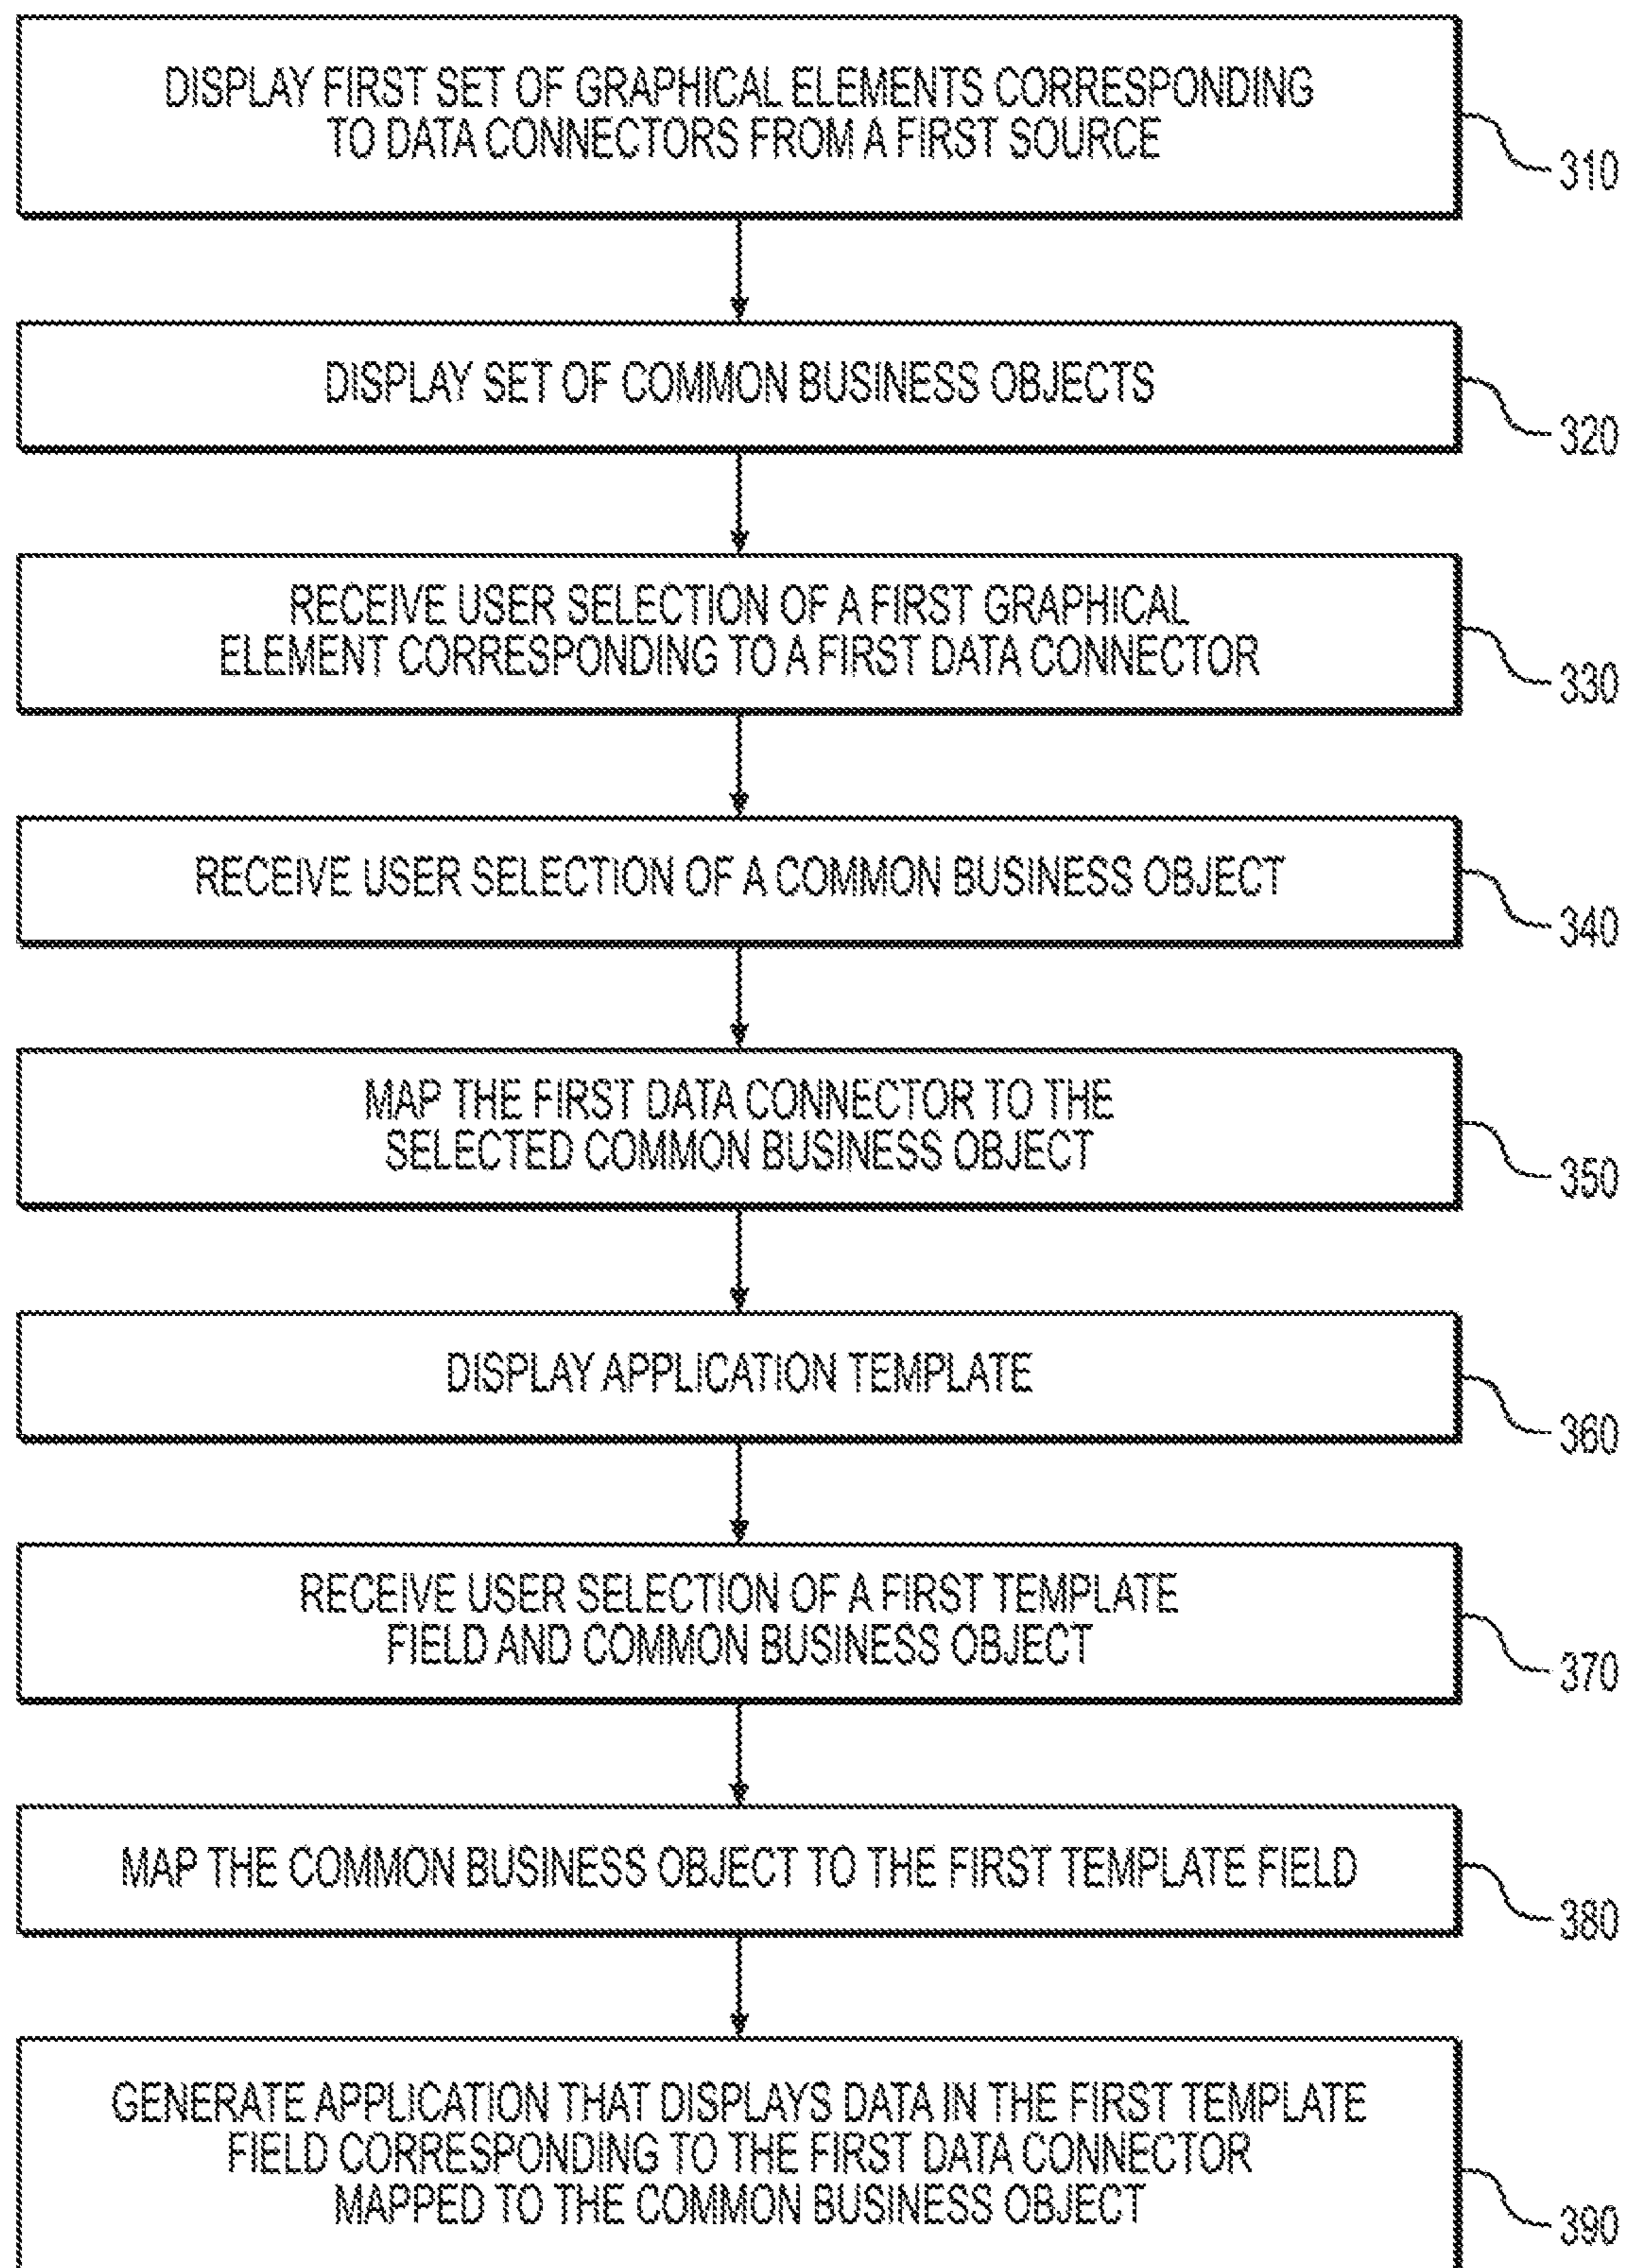 DISPLAY FIRST SET OF GRAPHICAL ELEMENTS CORRESPONDING
TO DATA CONNECTORS FROM A FIRST SOURCE
310
DISPLAY SET OF COMMON BUSINESS OBJECTS
320
RECEIVE USER SELECTION OF A FIRST GRAPHICAL
ELEMENT CORRESPONDING TO A FIRST DATA CONNECTOR
330
RECEIVE USER SELECTION OF A COMMON BUSINESS OBJECT
340
MAP THE FIRST DATA CONNECTOR TO THE
SELECTED COMMON BUSINESS OBJECT
350
DISPLAY APPLICATION TEMPLATE
360
RECEIVE USER SELECTION OF A FIRST TEMPLATE
FIELD AND COMMON BUSINESS OBJECT
370
MAP THE COMMON BUSINESS OBJECT TO THE FIRST TEMPLATE FIELD
380
GENERATE APPLICATION THAT DISPLAYS DATA IN THE FIRST TEMPLATE
FIELD CORRESPONDING TO THE FIRST DATA CONNECTOR
MAPPED TO THE COMMON BUSINESS OBJECT
390